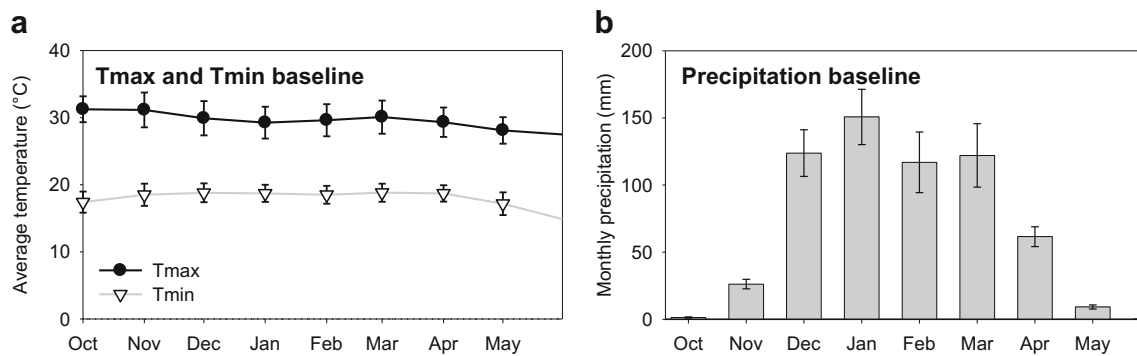 a
Tmax and Tmin baseline
Average temperature (°C)
40
30
20
10
0
Tmax
Tmin
Oct Nov Dec Jan Feb Mar Apr May
b
Precipitation baseline
Monthly precipitation (mm)
200
150
100
50
0
Oct Nov Dec Jan Feb Mar Apr May